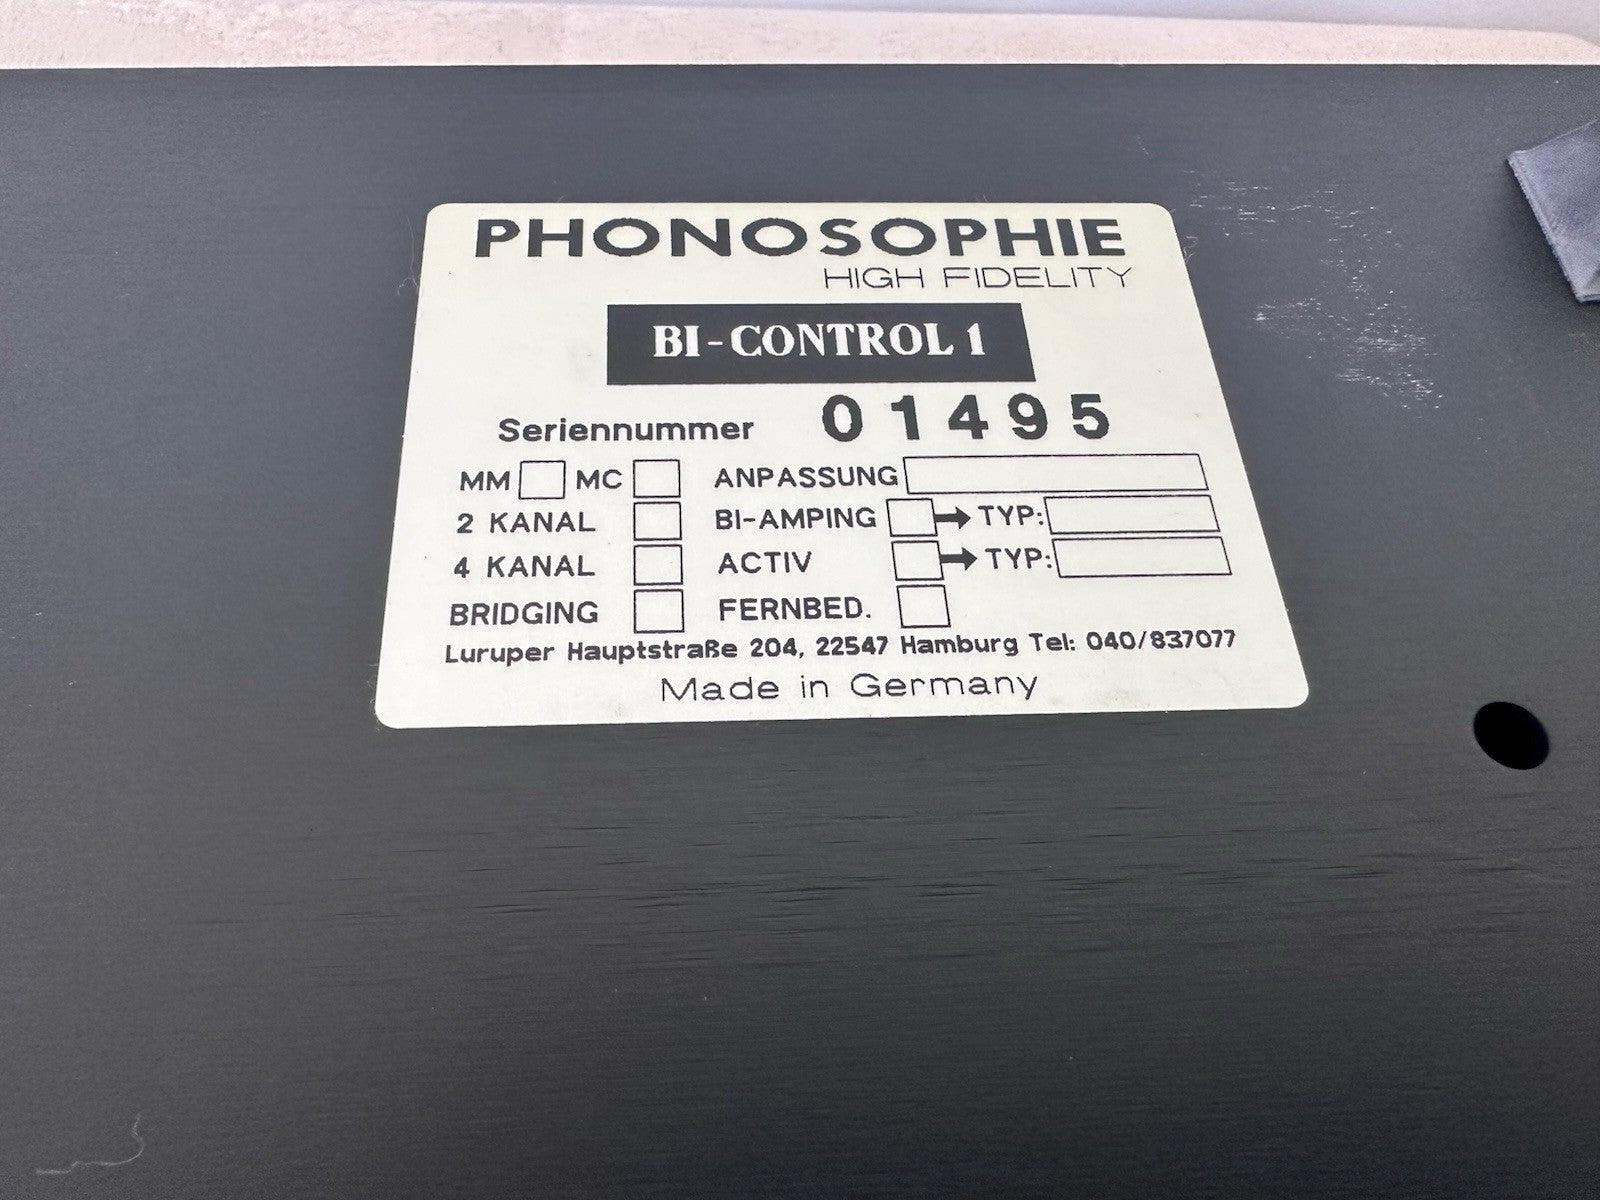 PHONOSOPHIE
HIGH FIDELITY
BI-CONTROL 1
Seriennummer 01495
MM MC ANPASSUNG
2 KANAL BI-AMPING → TYP:
4 KANAL ACTIV → TYP:
BRIDGING FERNBED.
Luruper Hauptstraße 204, 22547 Hamburg Tel: 040/837077
Made in Germany